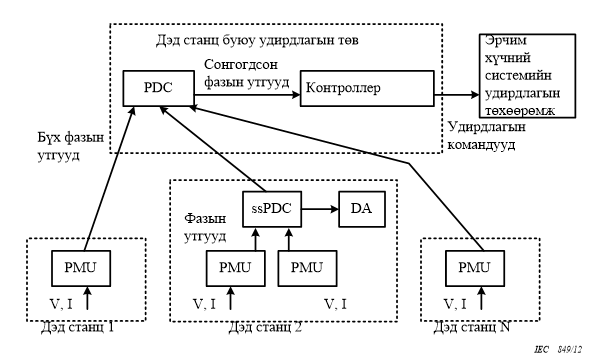 Дэд станц буюу удирдлагын төв
PDC
Сонгогдсон
фазын утгууд
Контроллер
Эрчим
хүчний
системийн
удирдлагын
төхөөрөмж
Удирдлагын
командууд
Бүх фазын
утгууд
ssPDC
DA
Фазын
утгууд
PMU
PMU
PMU
PMU
V, I
V, I
V, I
V, I
Дэд станц 1
Дэд станц 2
Дэд станц N
IEC 849/12